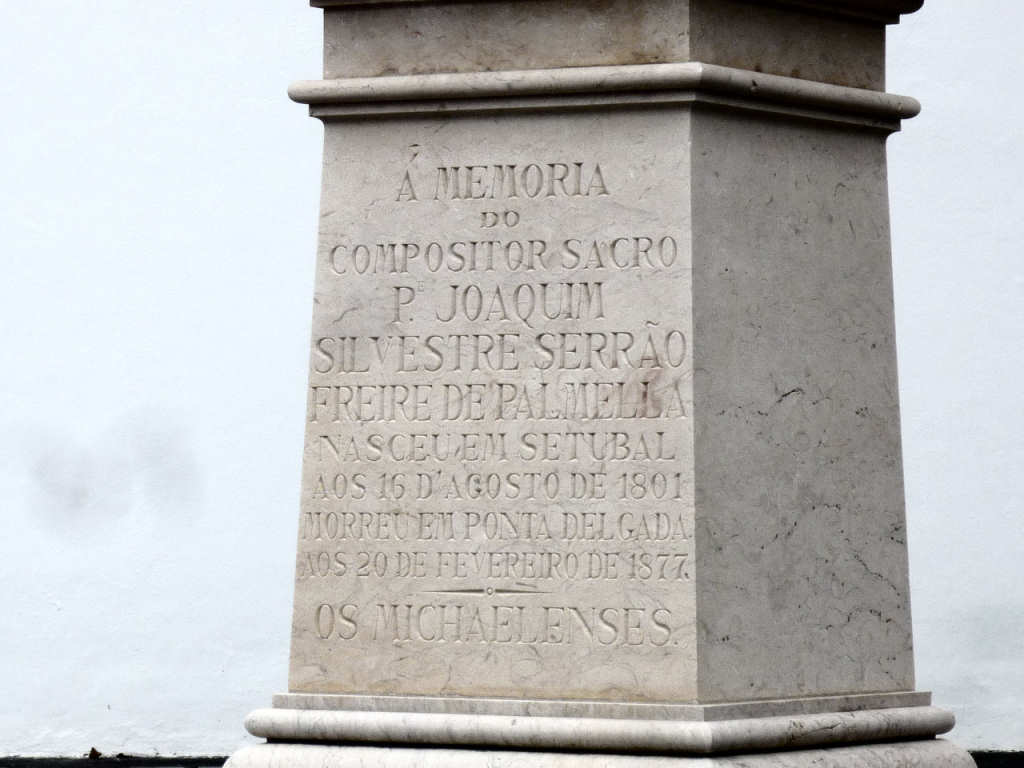 Á MEMORIA
DO
COMPOSITOR SACRO
P.E JOAQUIM
SILVESTRE SERRÃO
FREIRE DE PALMELLA
NASCEU EM SETUBAL
AOS 16 D'AGOSTO DE 1801
MORREU EM PONTA DELGADA
AOS 20 DE FEVEREIRO DE 1877.
OS MICHAELENSES.